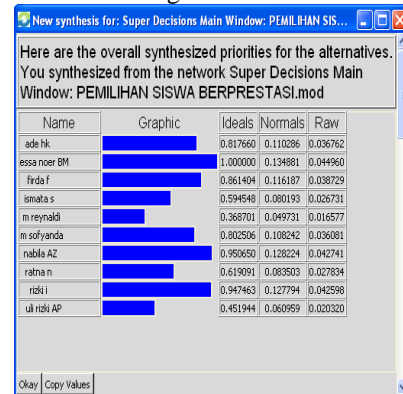 New synthesis for: Super Decisions Main Window: PEMILIHAN SIS...
Here are the overall synthesized priorities for the alternatives.
You synthesized from the network Super Decisions Main
Window: PEMILIHAN SISWA BERPRESTASI.mod
Name Graphic Ideals Normals Raw
ade hk 0.817660 0.110286 0.036762
essa noer BM 1.000000 0.134881 0.044960
firda f 0.861404 0.116187 0.038729
ismata s 0.594548 0.080193 0.026731
m reynaldi 0.368701 0.049731 0.016577
m sofyanda 0.802506 0.108242 0.036081
nabila AZ 0.950650 0.128224 0.042741
ratna n 0.619091 0.083503 0.027834
rizki i 0.947463 0.127794 0.042598
uli rizki AP 0.451944 0.060959 0.020320
Okay Copy Values